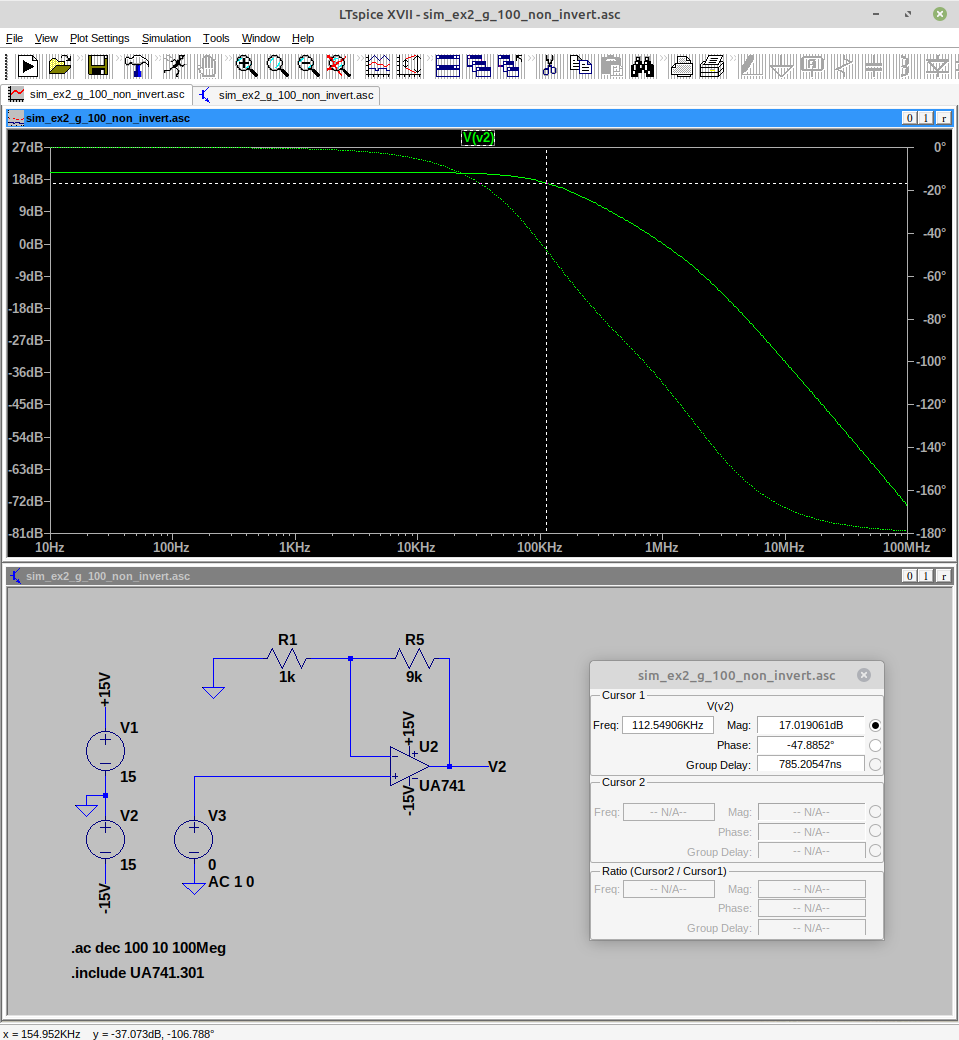 LTspice XVII - sim_ex2_g_100_non_invert.asc
File View Plot Settings Simulation Tools Window Help
sim_ex2_g_100_non_invert.asc sim_ex2_g_100_non_invert.asc
sim_ex2_g_100_non_invert.asc
V(v2)
27dB 0°
18dB -20°
9dB -40°
0dB -60°
-9dB -80°
-18dB -100°
-27dB -120°
-36dB -140°
-45dB -160°
-54dB -180°
-63dB
-72dB
-81dB
10Hz 100Hz 1KHz 10KHz 100KHz 1MHz 10MHz 100MHz
sim_ex2_g_100_non_invert.asc
R1 R5
1k 9k
+15V
V1
15
V2
15
-15V
V3
0
AC 1 0
+15V
U2
UA741
-15V
V2
.ac dec 100 10 100Meg
.include UA741.301
sim_ex2_g_100_non_invert.asc
Cursor 1
V(v2)
Freq: 112.54906KHz Mag: 17.019061dB
Phase: -47.8852°
Group Delay: 785.20547ns
Cursor 2
Freq: -- N/A-- Mag: -- N/A--
Phase: -- N/A--
Group Delay: -- N/A--
Ratio (Cursor2 / Cursor1)
Freq: -- N/A-- Mag: -- N/A--
Phase: -- N/A--
Group Delay: -- N/A--
x = 154.952KHz y = -37.073dB, -106.788°